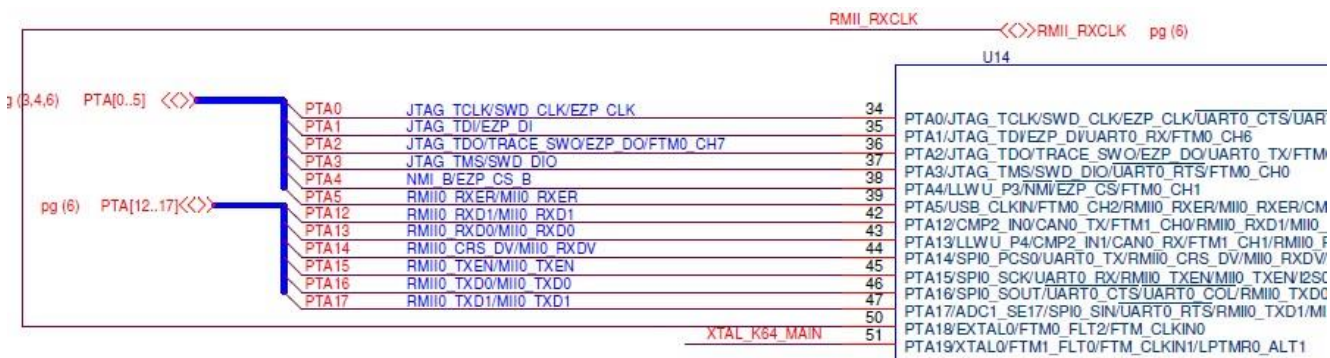 RMII_RXCLK
RMII_RXCLK pg (6)
U14
(3,4,6) PTA[0..5]
PTA0 JTAG_TCLK/SWD_CLK/EZP_CLK 34 PTA0/JTAG_TCLK/SWD_CLK/EZP_CLK/UART0_CTS/UAR
PTA1 JTAG_TDI/EZP_DI 35 PTA1/JTAG_TDI/EZP_DI/UART0_RX/FTM0_CH6
PTA2 JTAG_TDO/TRACE_SWO/EZP_DO/FTM0_CH7 36 PTA2/JTAG_TDO/TRACE_SWO/EZP_DO/UART0_TX/FTM
PTA3 JTAG_TMS/SWD_DIO 37 PTA3/JTAG_TMS/SWD_DIO/UART0_RTS/FTM0_CH0
PTA4 NMI_B/EZP_CS_B 38 PTA4/LLWU_P3/NMI/EZP_CS/FTM0_CH1
PTA5 RMII0_RXER/MII0_RXER 39 PTA5/USB_CLKIN/FTM0_CH2/RMII0_RXER/MII0_RXER/CM
pg (6) PTA[12..17]
PTA12 RMII0_RXD1/MII0_RXD1 42 PTA12/CMP2_IN0/CAN0_TX/FTM1_CH0/RMII0_RXD1/MII0_
PTA13 RMII0_RXD0/MII0_RXD0 43 PTA13/LLWU_P4/CMP2_IN1/CAN0_RX/FTM1_CH1/RMII0_
PTA14 RMII0_CRS_DV/MII0_RXDV 44 PTA14/SPI0_PCS0/UART0_TX/RMII0_CRS_DV/MII0_RXDV/
PTA15 RMII0_TXEN/MII0_TXEN 45 PTA15/SPI0_SCK/UART0_RX/RMII0_TXEN/MII0_TXEN/I2S0
PTA16 RMII0_TXD0/MII0_TXD0 46 PTA16/SPI0_SOUT/UART0_CTS/UART0_COL/RMII0_TXD0
PTA17 RMII0_TXD1/MII0_TXD1 47 PTA17/ADC1_SE17/SPI0_SIN/UART0_RTS/RMII0_TXD1/MI
50 PTA18/EXTAL0/FTM0_FLT2/FTM_CLKIN0
XTAL_K64_MAIN 51 PTA19/XTAL0/FTM1_FLT0/FTM_CLKIN1/LPTMR0_ALT1